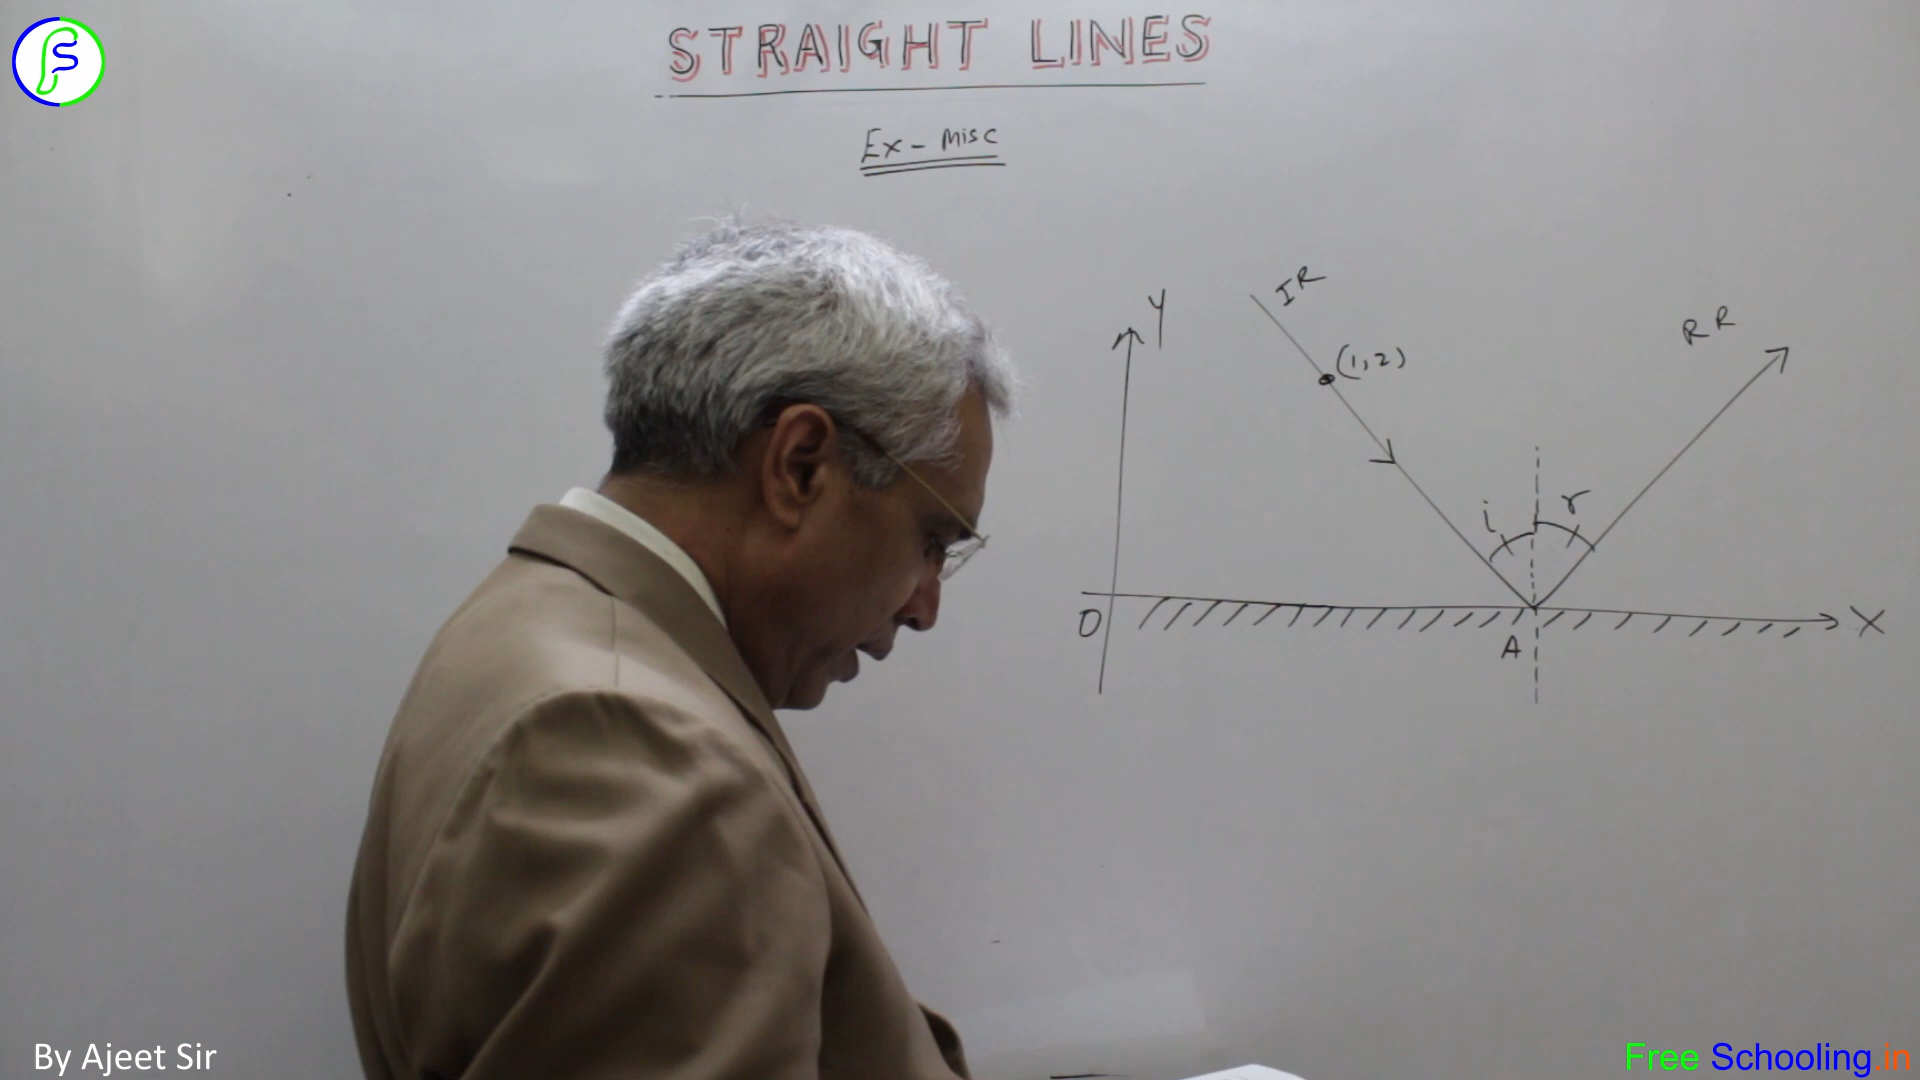 STRAIGHT LINES
Ex - Misc
Y
IR
(1,2)
RR
i
r
O
A
X
By Ajeet Sir
Free Schooling.in